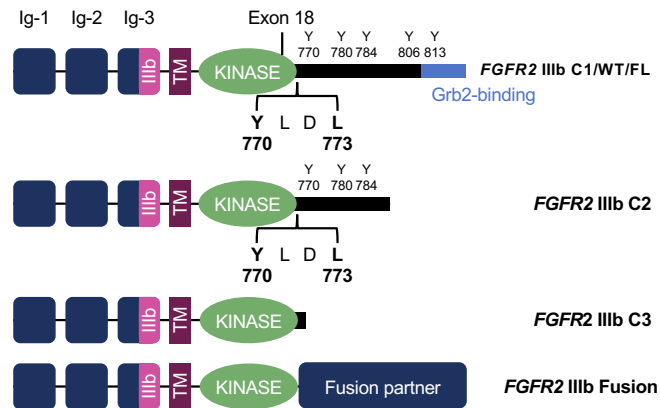 Ig-1 Ig-2 Ig-3 Exon 18
Y Y Y Y Y
770 780 784 806 813
IIIb TM KINASE FGFR2 IIIb C1/WT/FL
Grb2-binding
Y L D L
770 773
Y Y Y
770 780 784
IIIb TM KINASE FGFR2 IIIb C2
Y L D L
770 773
IIIb TM KINASE FGFR2 IIIb C3
IIIb TM KINASE Fusion partner FGFR2 IIIb Fusion